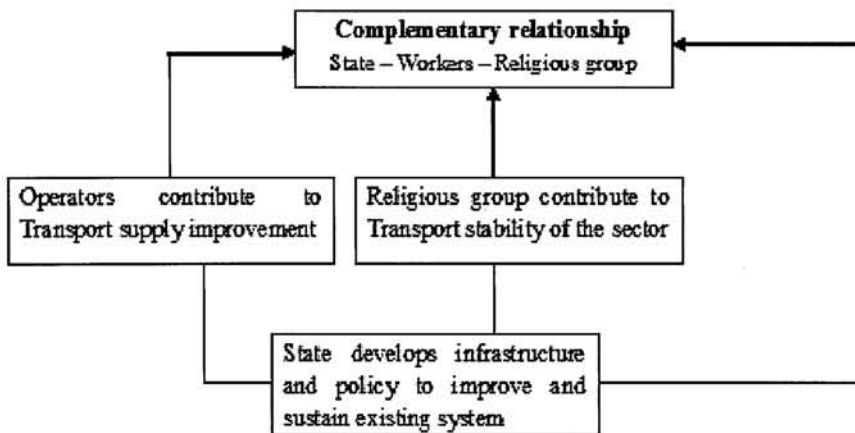 Complementary relationship
State – Workers – Religious group
Operators contribute to
Transport supply improvement
Religious group contribute to
Transport stability of the sector
State develops infrastructure
and policy to improve and
sustain existing system